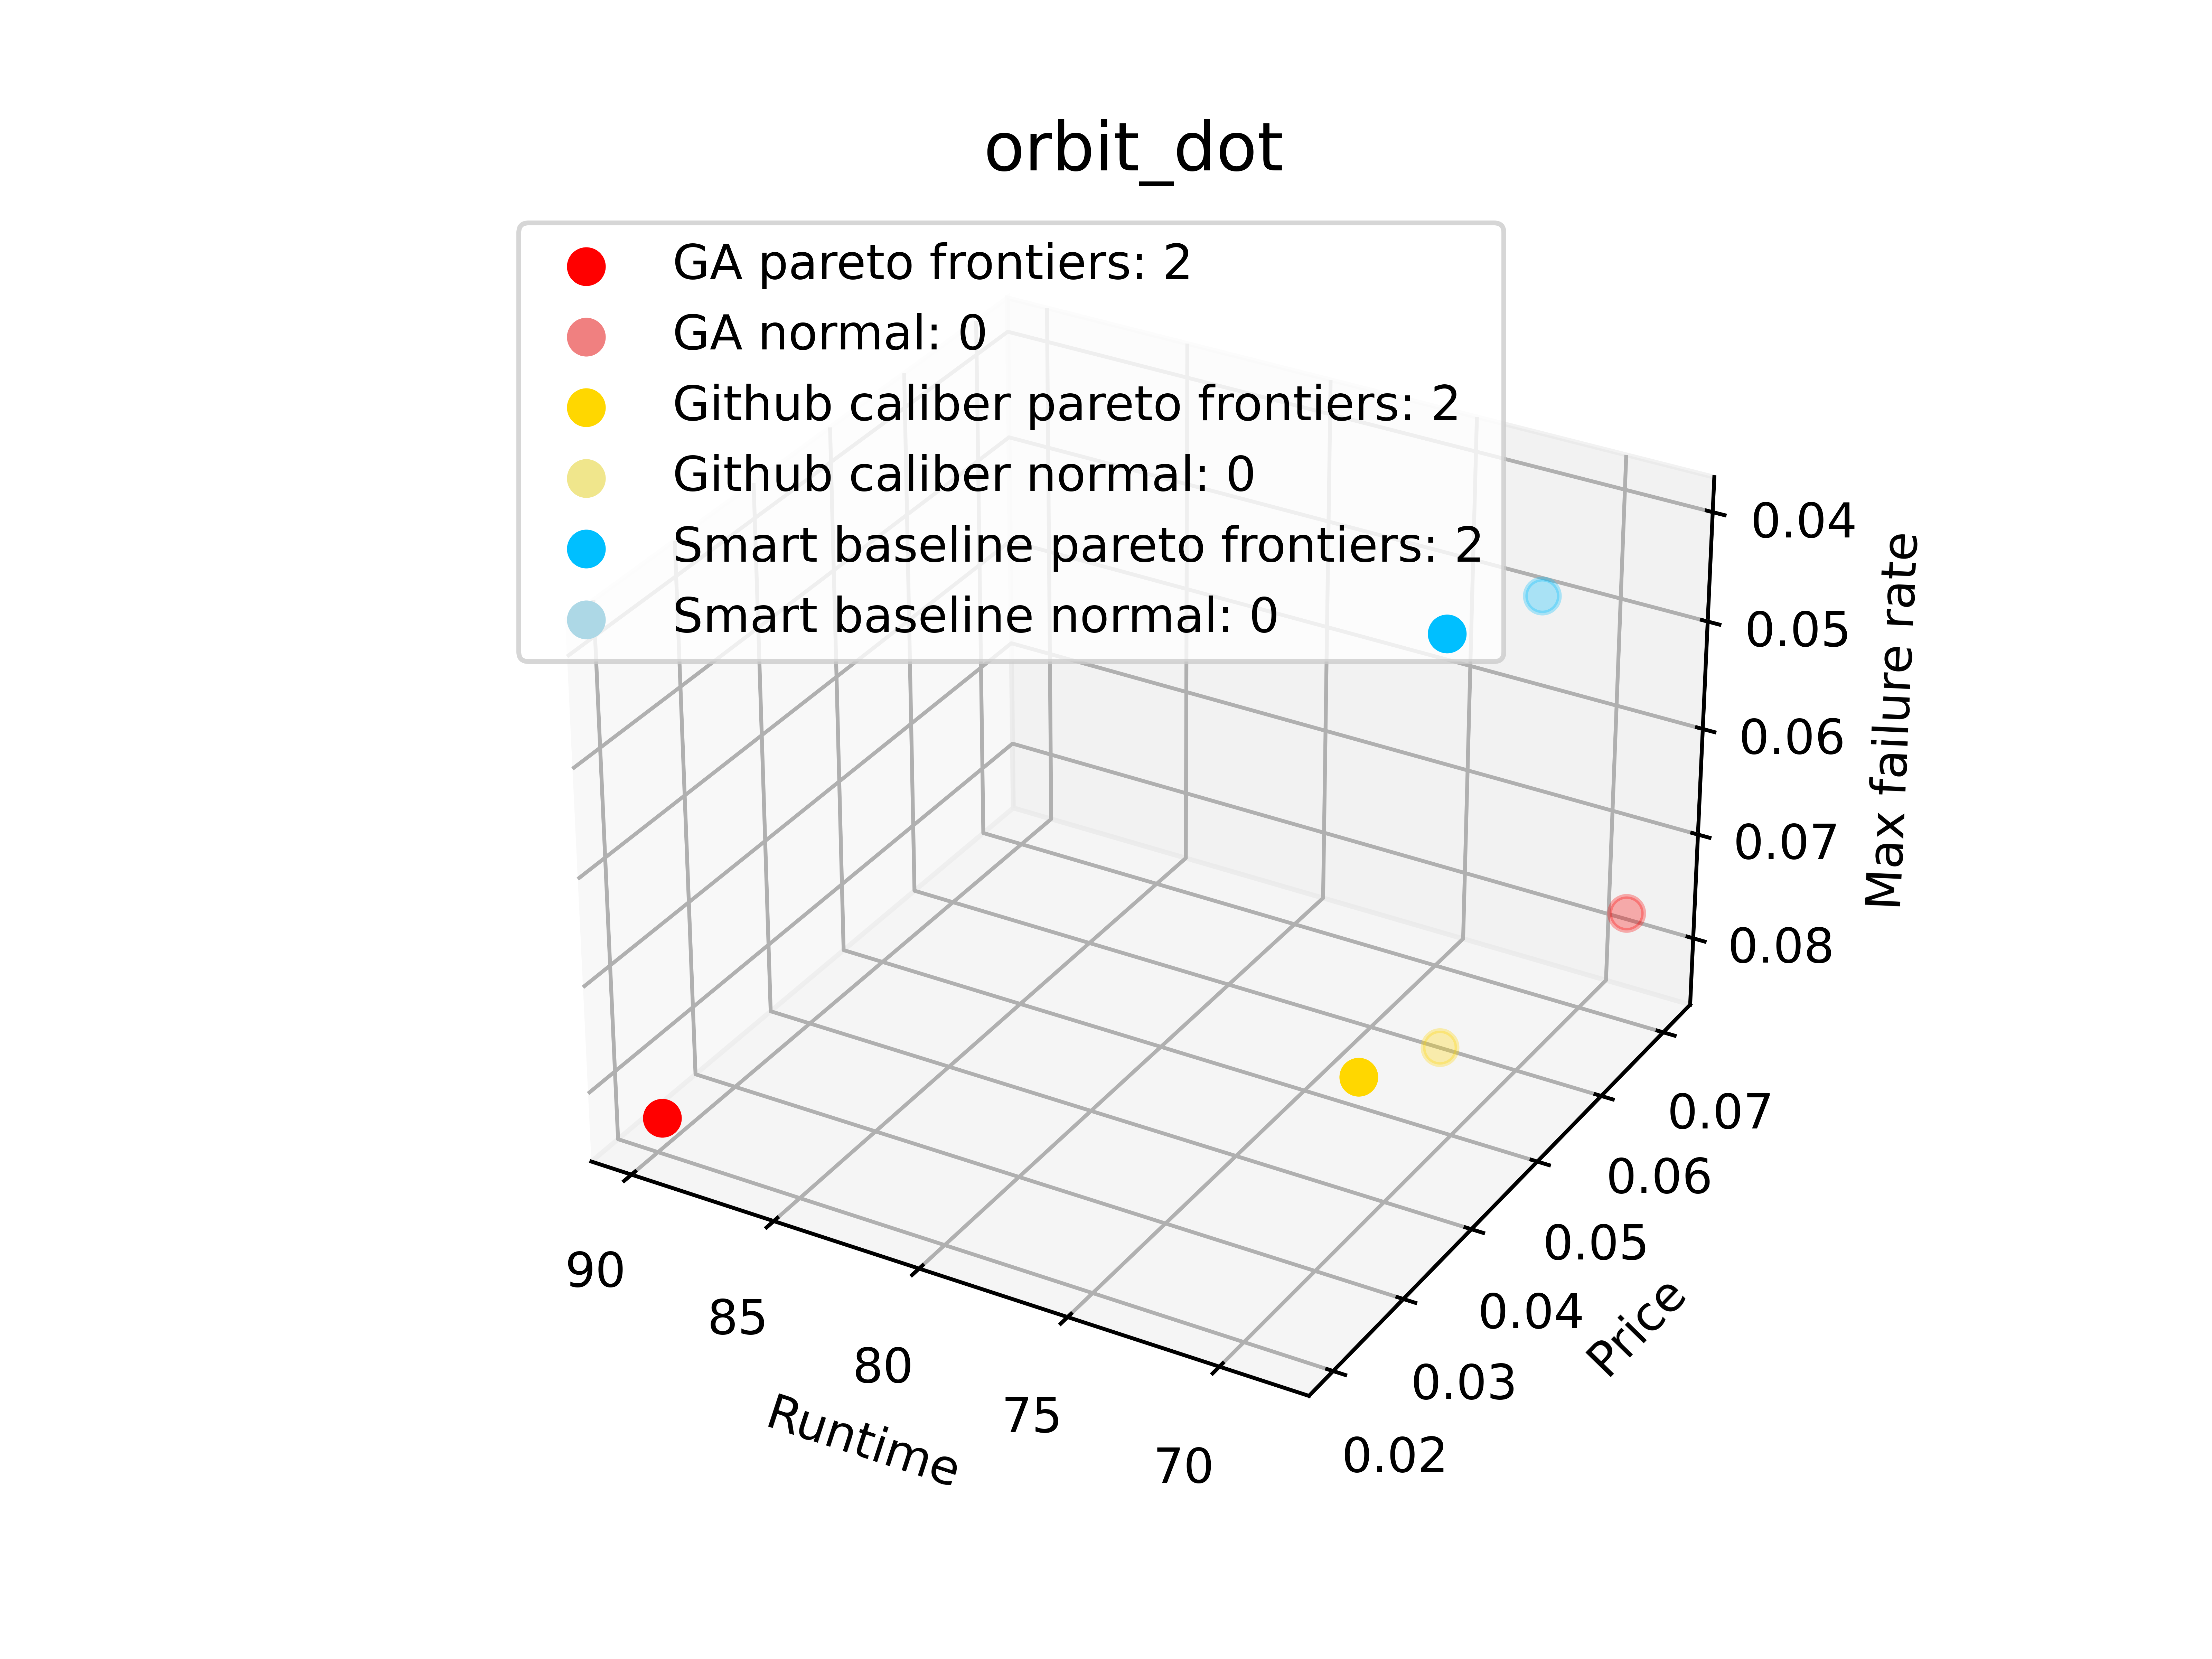 orbit_dot
GA pareto frontiers: 2
GA normal: 0
Github caliber pareto frontiers: 2
Github caliber normal: 0
Smart baseline pareto frontiers: 2
Smart baseline normal: 0
0.04
0.05
0.06
0.07
0.08
Max failure rate
0.07
0.06
0.05
0.04
0.03
0.02
Price
90
85
80
75
70
Runtime